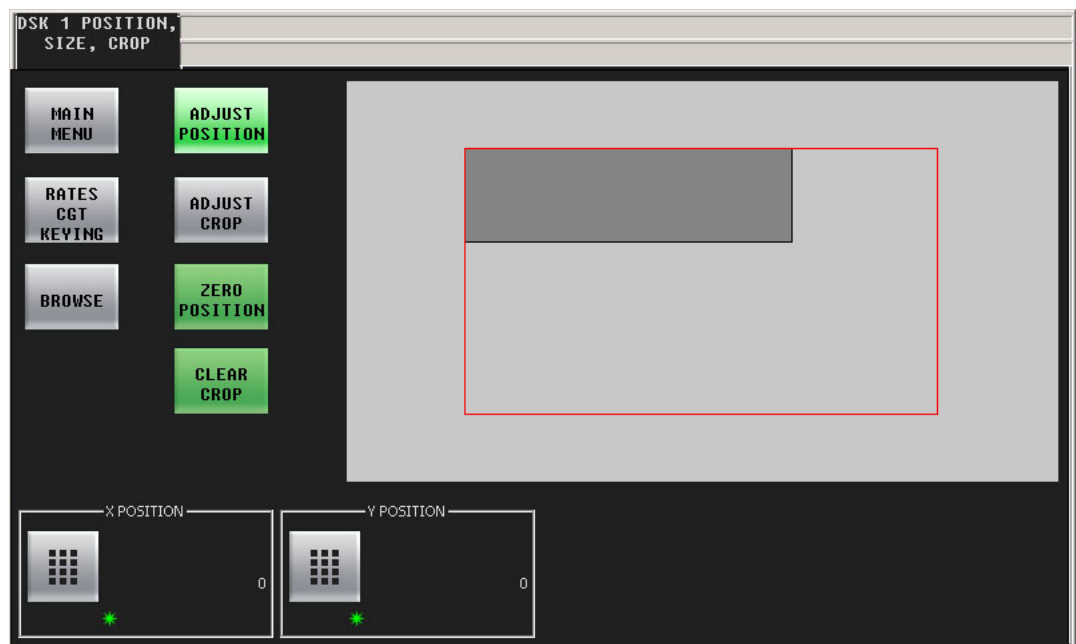 DSK 1 POSITION,
SIZE, CROP
MAIN
MENU
ADJUST
POSITION
RATES
CGT
KEYING
ADJUST
CROP
BROWSE
ZERO
POSITION
CLEAR
CROP
X POSITION
0
Y POSITION
0